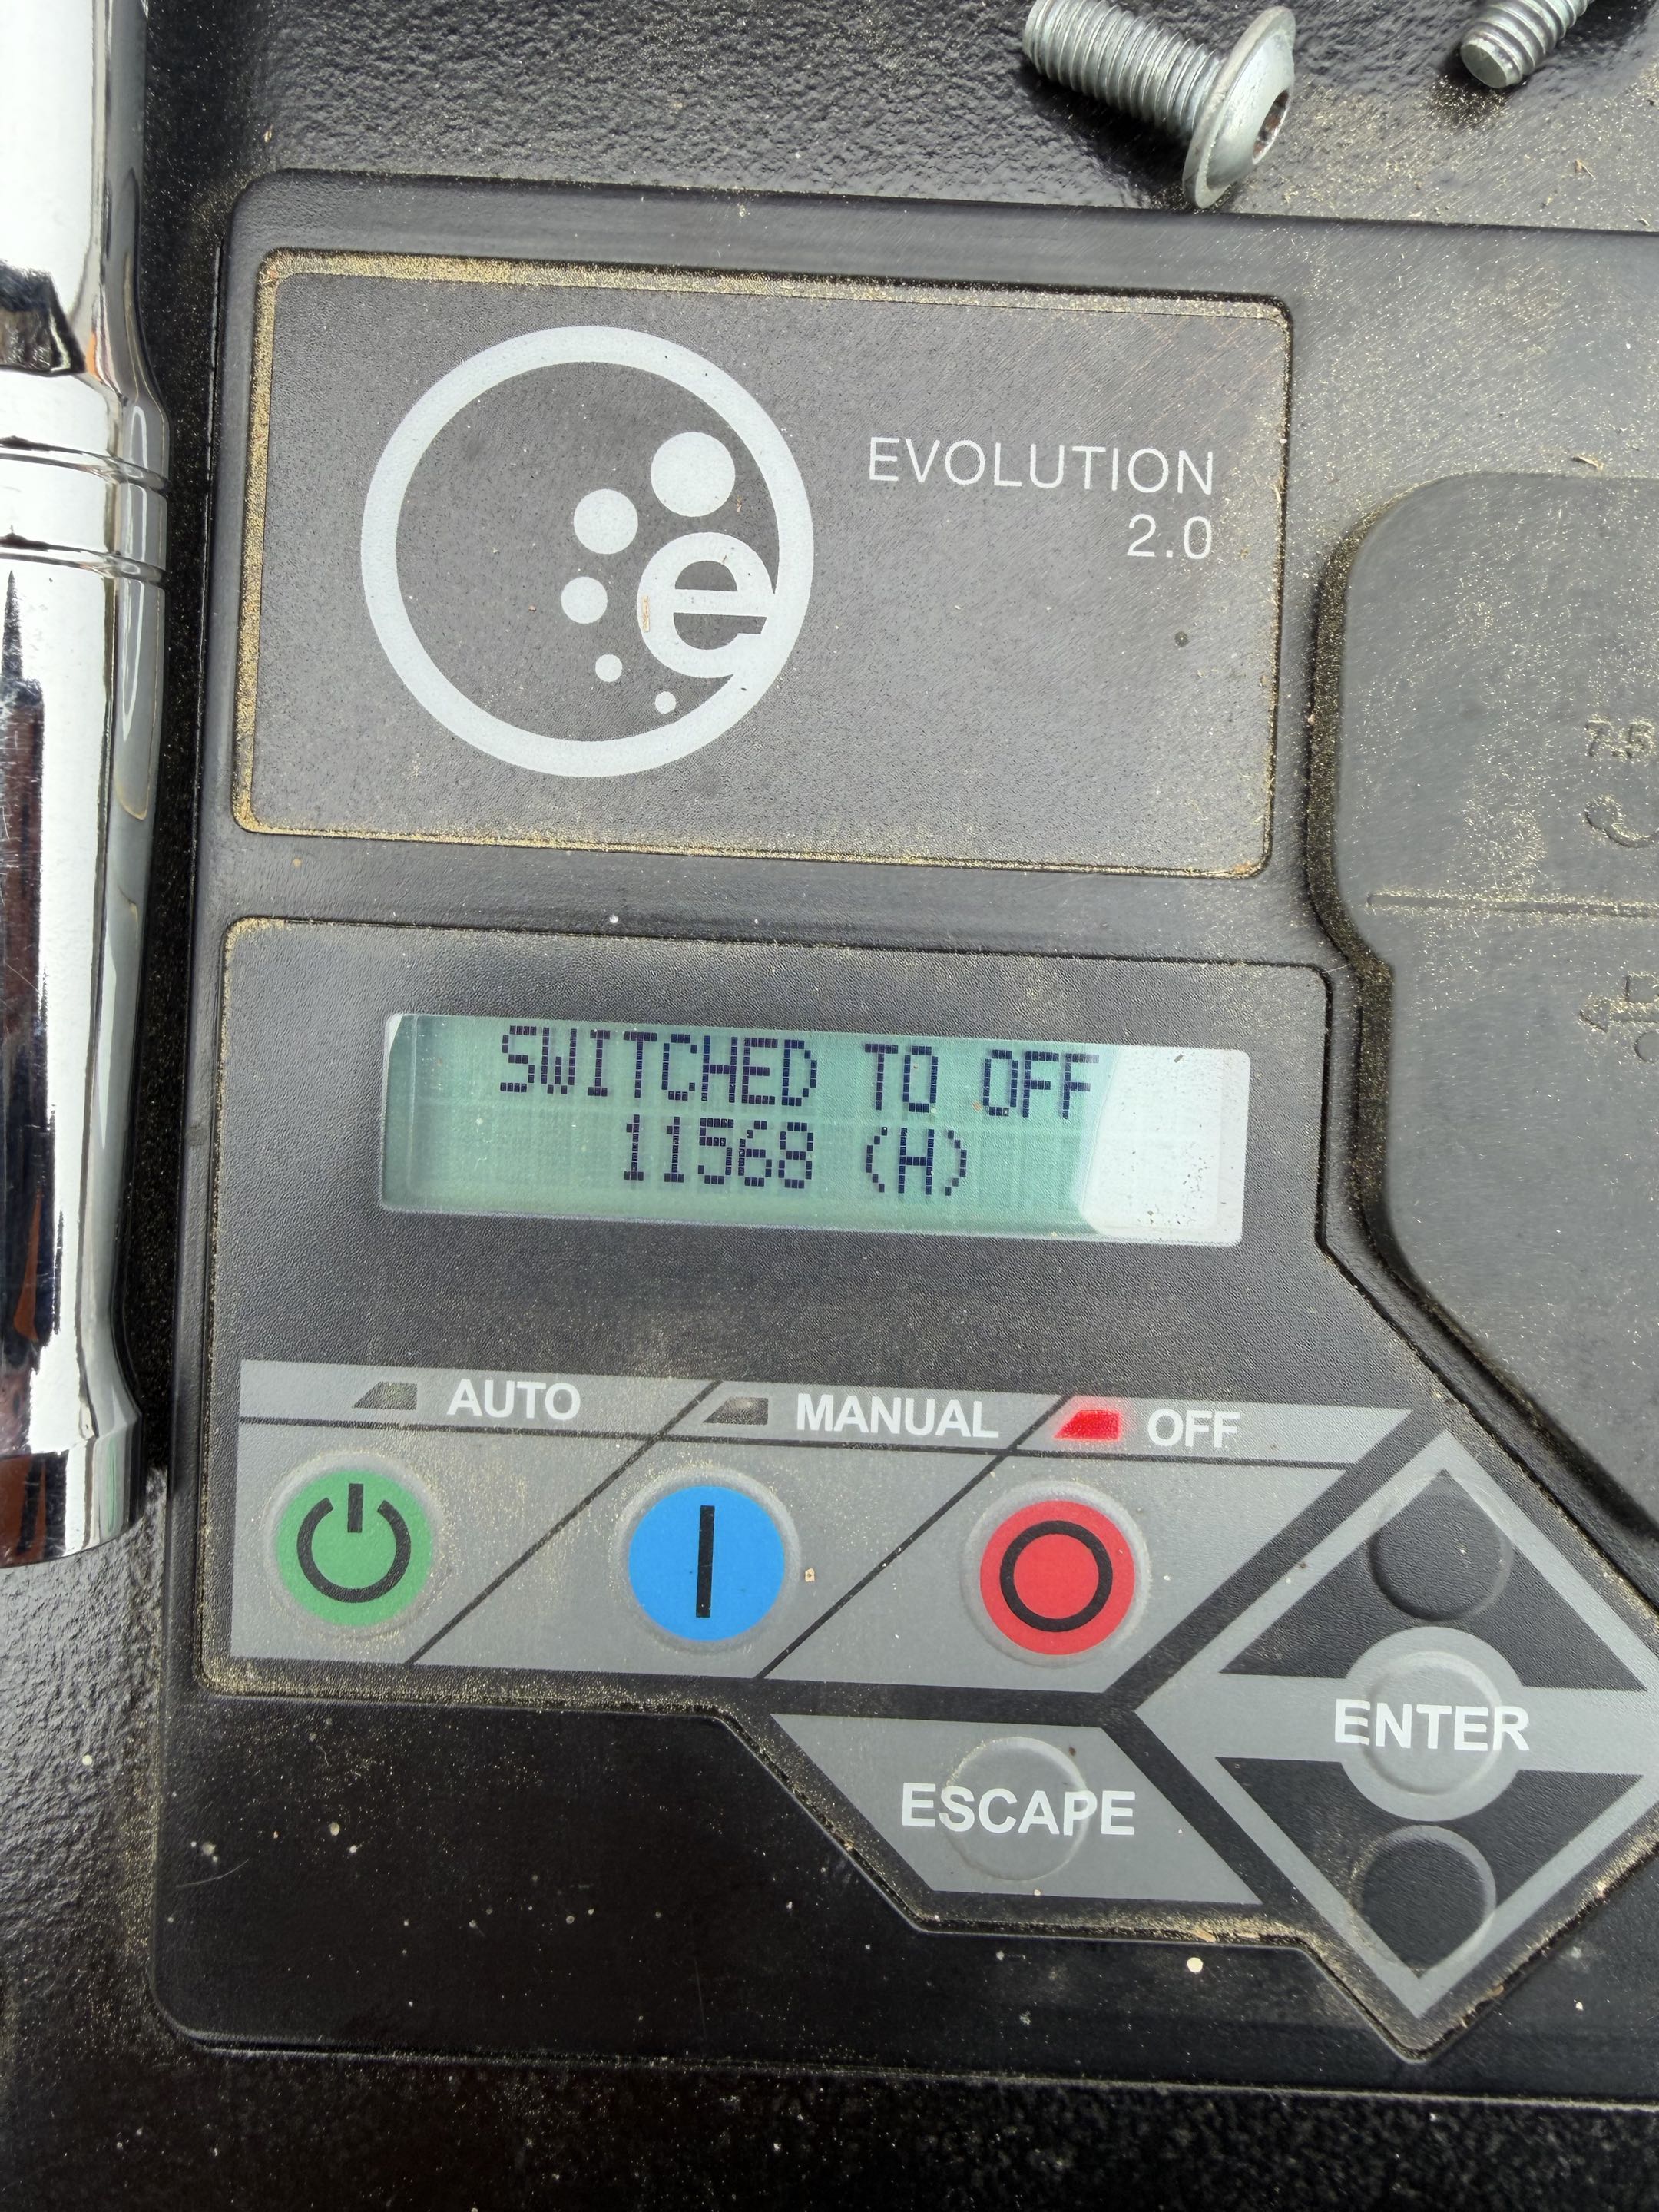 e
EVOLUTION
2.0
SWITCHED TO OFF
11568 (H)
AUTO
MANUAL
OFF
ENTER
ESCAPE